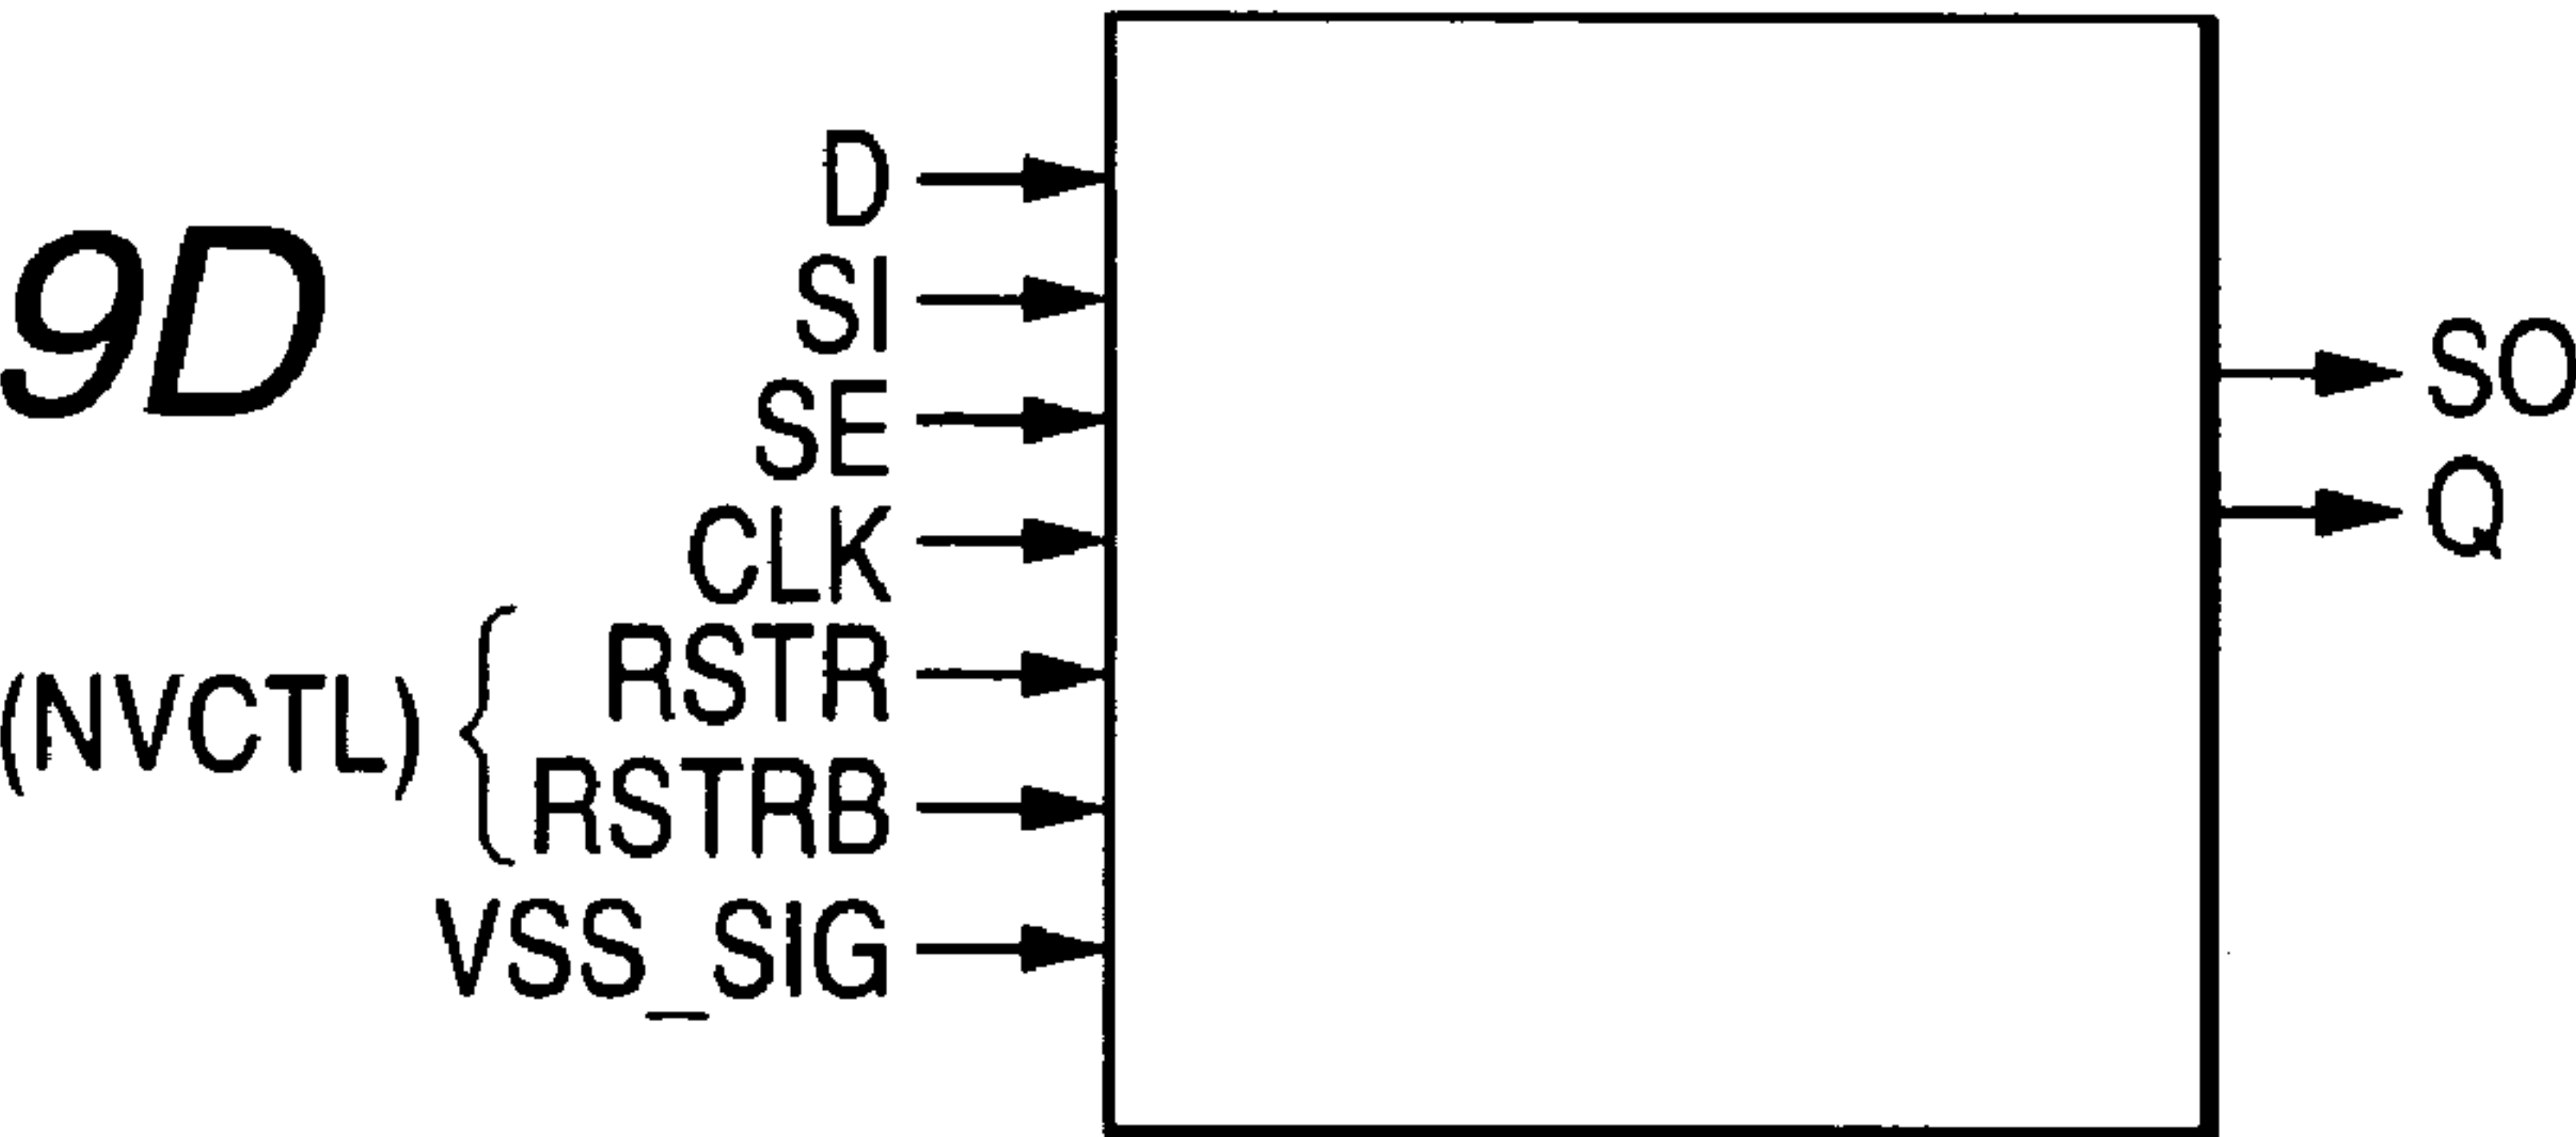 9D
D
SI
SE
CLK
(NVCTL)
RSTR
RSTRB
VSS_SIG
SO
Q